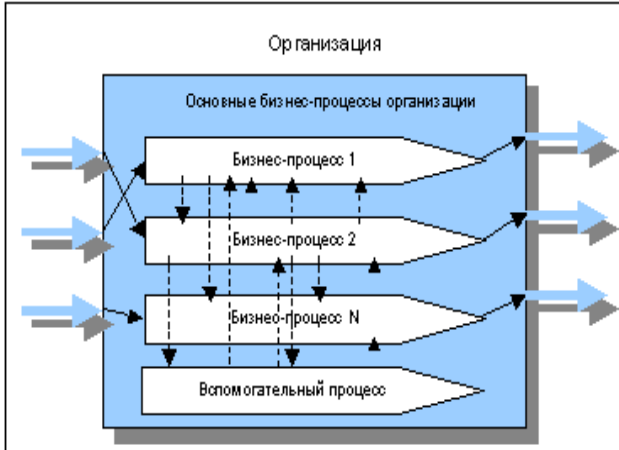 Организация
Основные бизнес-процессы организации
Бизнес-процесс 1
Бизнес-процесс 2
Бизнес-процесс N
Вспомогательный процесс